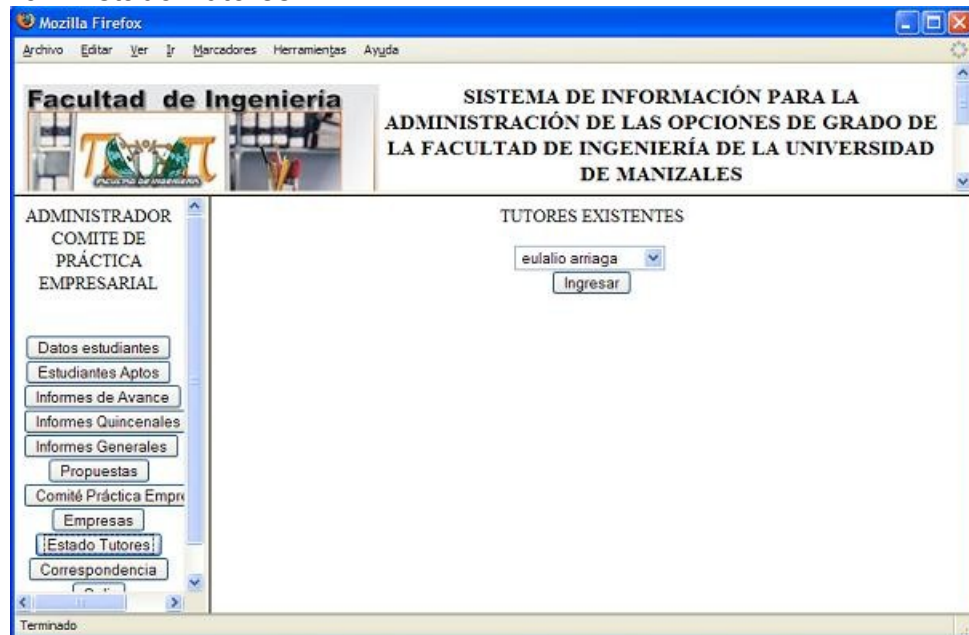 Mozilla Firefox
Archivo Editar Ver Ir Marcadores Herramientas Ayuda
Facultad de Ingeniería
SISTEMA DE INFORMACIÓN PARA LA
ADMINISTRACIÓN DE LAS OPCIONES DE GRADO DE
LA FACULTAD DE INGENIERÍA DE LA UNIVERSIDAD
DE MANIZALES
ADMINISTRADOR
COMITE DE
PRÁCTICA
EMPRESARIAL
Datos estudiantes
Estudiantes Aptos
Informes de Avance
Informes Quincenales
Informes Generales
Propuestas
Comité Práctica Empre
Empresas
Estado Tutores
Correspondencia
TUTORES EXISTENTES
eulalio arriaga
Ingresar
Terminado